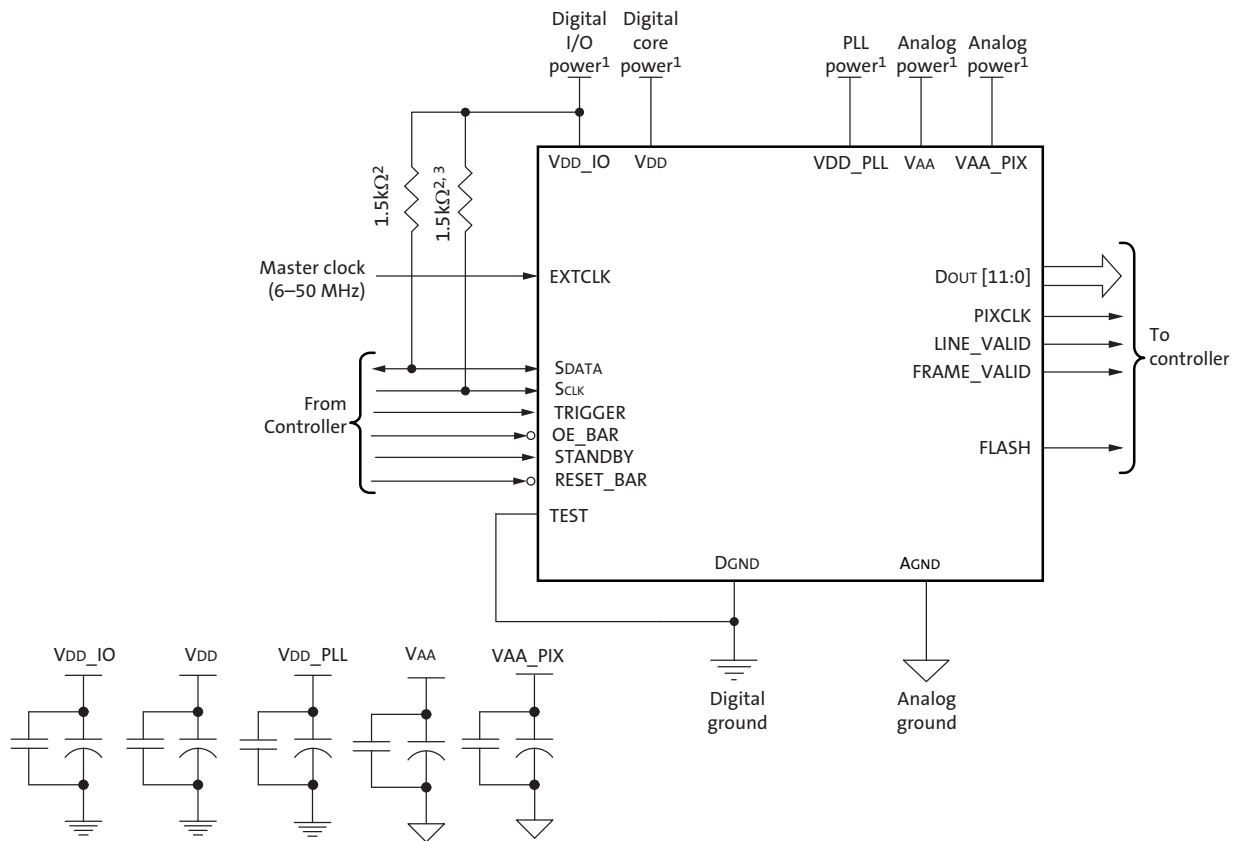 Digital
I/O
power1
Digital
core
power1
PLL
power1
Analog
power1
Analog
power1
VDD_IO
VDD
VDD_PLL
VAA
VAA_PIX
1.5kΩ2
1.5kΩ2, 3
Master clock
(6–50 MHz)
EXTCLK
SDATA
SCLK
TRIGGER
OE_BAR
STANDBY
RESET_BAR
TEST
From
Controller
DOUT [11:0]
PIXCLK
LINE_VALID
FRAME_VALID
FLASH
To
controller
DGND
AGND
Digital
ground
Analog
ground
VDD_IO
VDD
VDD_PLL
VAA
VAA_PIX